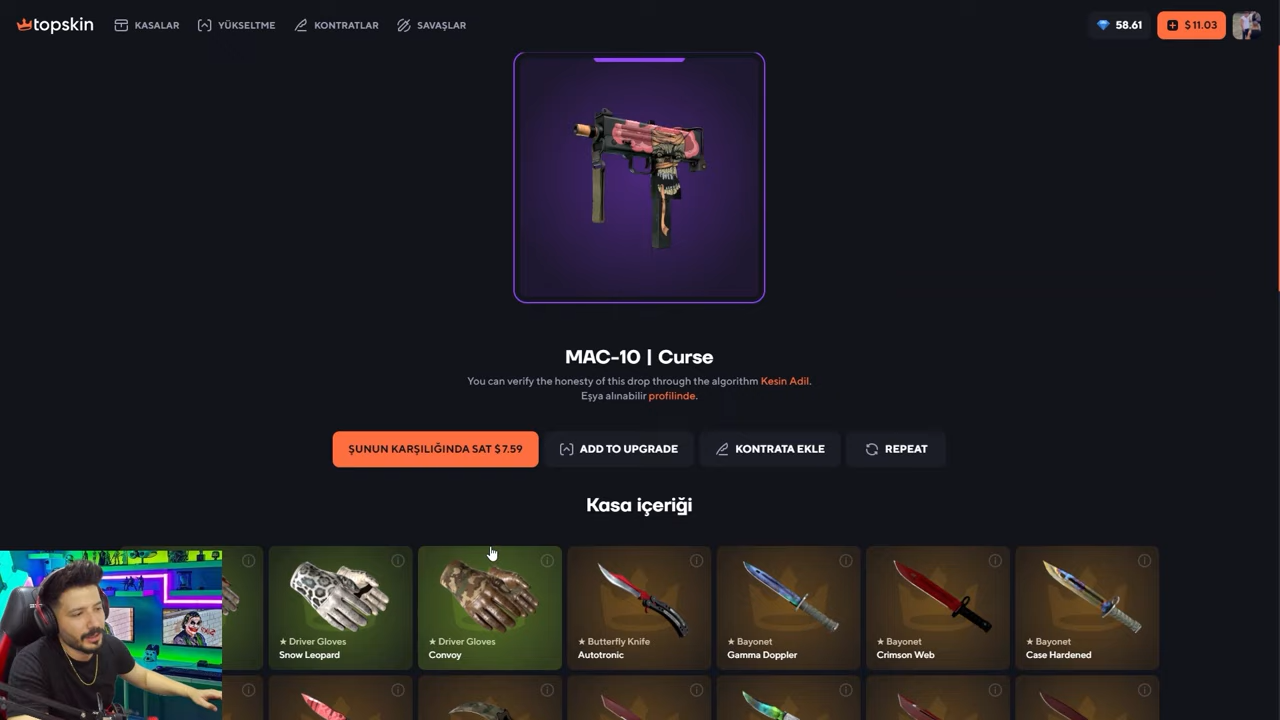 topskin
KASALAR
YÜKSELTME
KONTRATLAR
SAVAŞLAR
58.61
$ 11.03
MAC-10 | Curse
You can verify the honesty of this drop through the algorithm Kesin Adil.
Eşya alınabilir profilinde.
ŞUNUN KARŞILIĞINDA SAT $ 7.59
ADD TO UPGRADE
KONTRATA EKLE
REPEAT
Kasa içeriği
★ Driver Gloves
Snow Leopard
★ Driver Gloves
Convoy
★ Butterfly Knife
Autotronic
★ Bayonet
Gamma Doppler
★ Bayonet
Crimson Web
★ Bayonet
Case Hardened